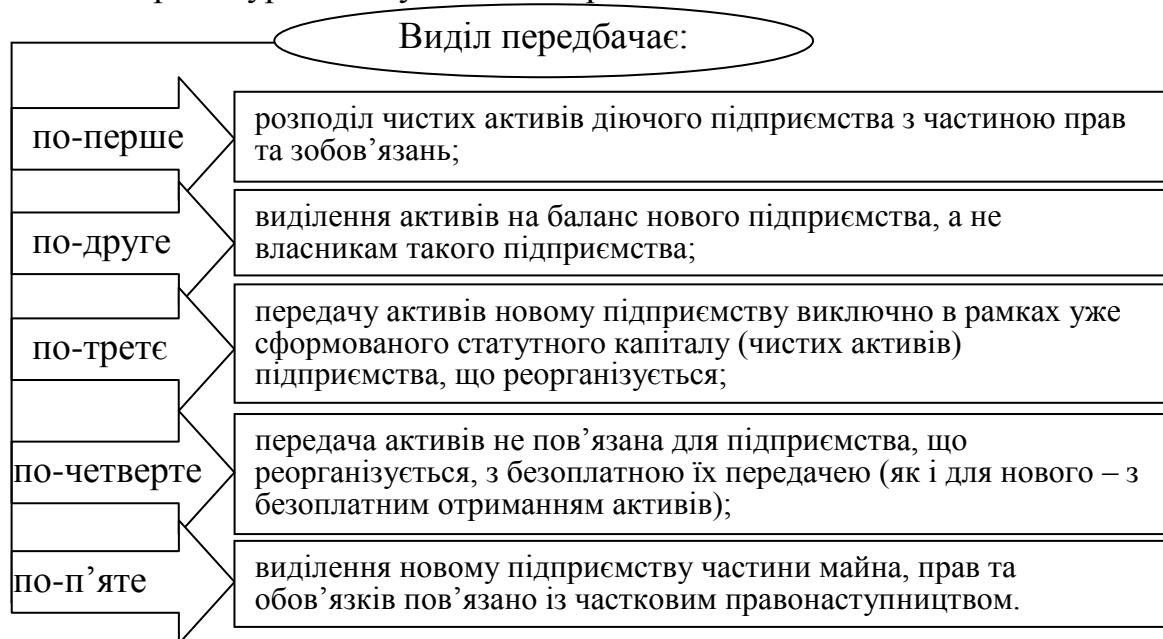 Виділ передбачає:
по-перше
розподіл чистих активів діючого підприємства з частиною прав
та зобов’язань;
по-друге
виділення активів на баланс нового підприємства, а не
власникам такого підприємства;
по-третє
передачу активів новому підприємству виключно в рамках уже
сформованого статутного капіталу (чистих активів)
підприємства, що реорганізується;
по-четверте
передача активів не пов’язана для підприємства, що
реорганізується, з безоплатною їх передачею (як і для нового – з
безоплатним отриманням активів);
по-п’яте
виділення новому підприємству частини майна, прав та
обов’язків пов’язано із частковим правонаступництвом.